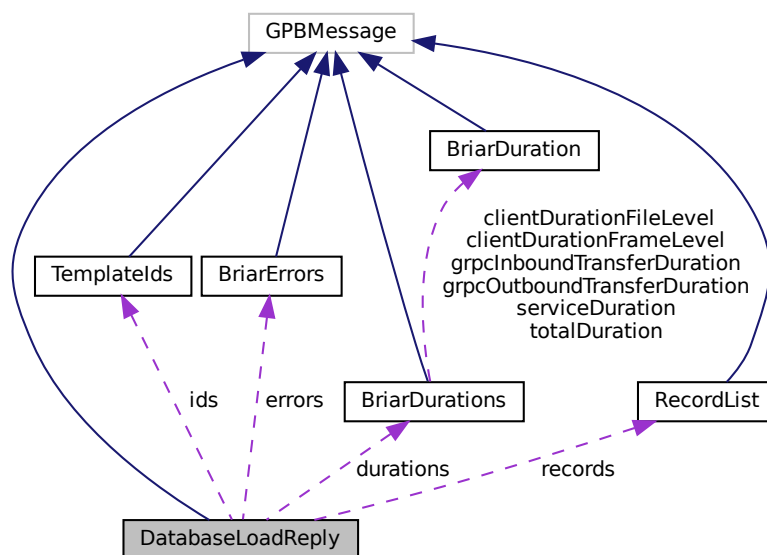 GPBMessage
BriarDuration
clientDurationFileLevel
clientDurationFrameLevel
grpcInboundTransferDuration
grpcOutboundTransferDuration
serviceDuration
totalDuration
TemplateIds
BriarErrors
ids
errors
BriarDurations
RecordList
durations
records
DatabaseLoadReply